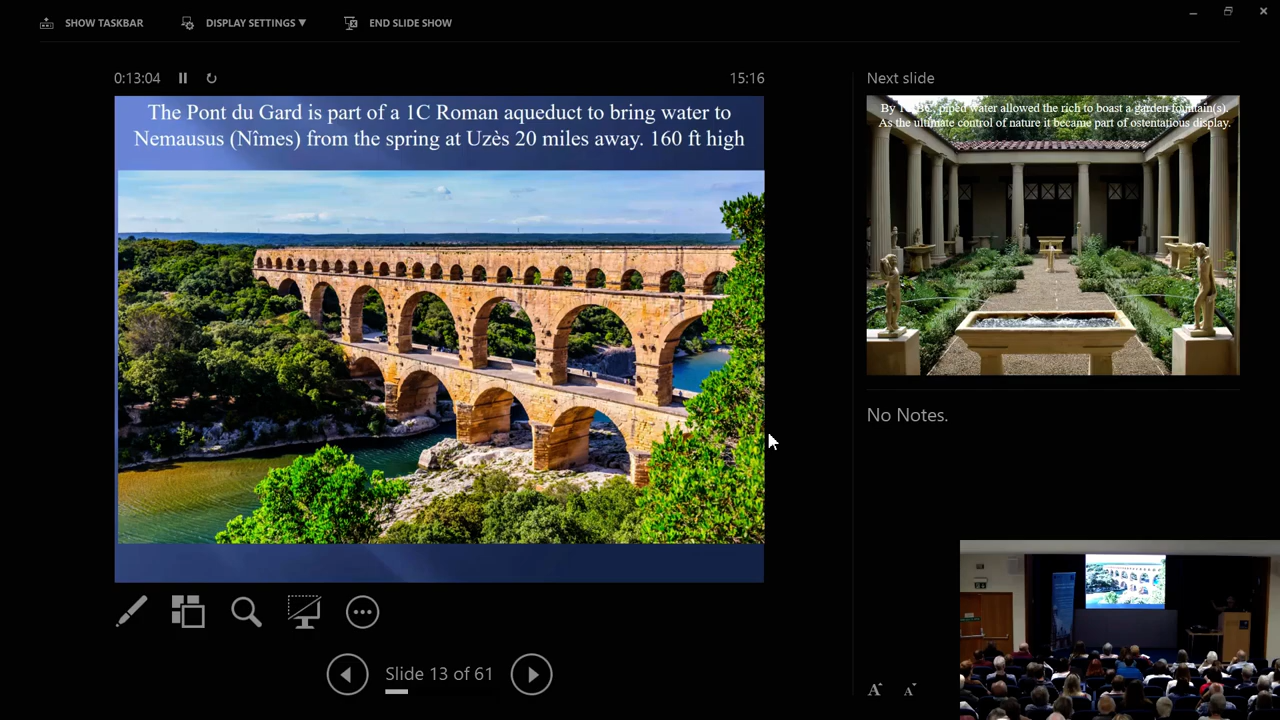 SHOW TASKBAR
DISPLAY SETTINGS ▼
END SLIDE SHOW
0:13:04
15:16
The Pont du Gard is part of a 1C Roman aqueduct to bring water to
Nemausus (Nîmes) from the spring at Uzès 20 miles away. 160 ft high
Next slide
By piped water allowed the rich to boast a garden fountain(s).
As the ultimate control of nature it became part of ostentatious display.
No Notes.
Slide 13 of 61
A A